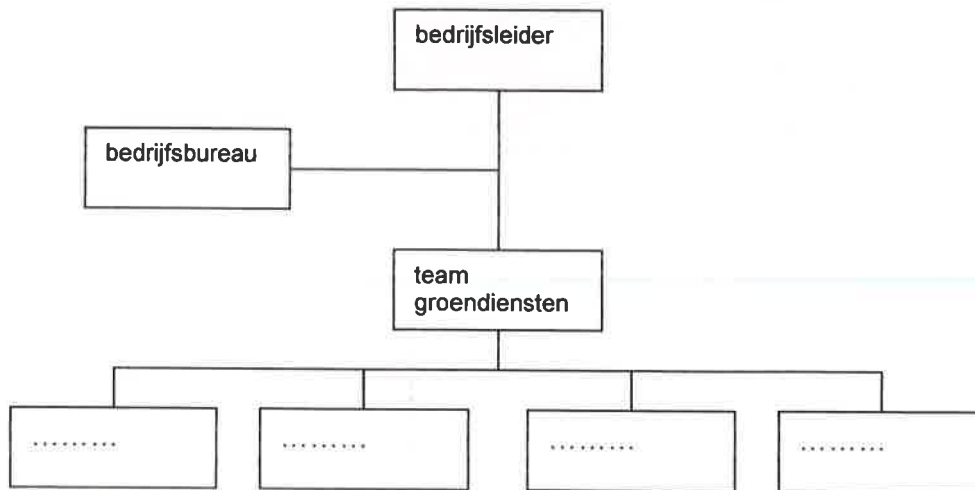 bedrijfsleider
bedrijfsbureau
team
groendiensten
......... ......... ......... .........